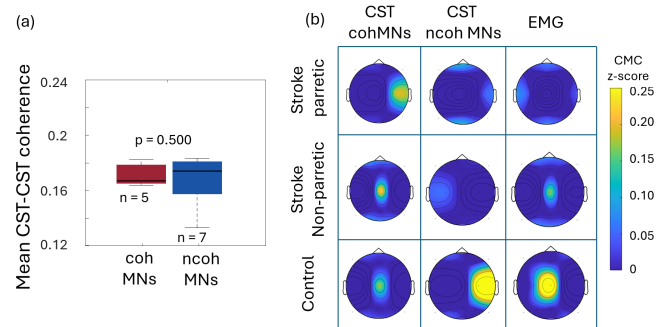 (a)
Mean CST-CST coherence
0.24
0.2
0.16
0.12
p = 0.500
n = 5
n = 7
coh
MNs
ncoh
MNs
(b)
CST
cohMNs
CST
ncoh MNs
EMG
Stroke
parretic
Stroke
Non-parretic
Control
CMC
z-score
0.25
0.20
0.15
0.10
0.05
0